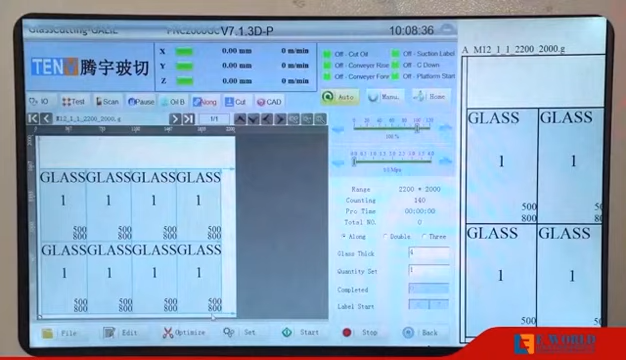 GlassCutting-GALIL V7.1.3D-P 10:08:36
TENG 腾宇玻切
X 0.00 mm 0 m/min
Y 0.00 mm 0 m/min
Z 0.00 mm 0 m/min
Off - Cut Oil Off - Suction Label
Off - Conveyer Rise Off - C Down
Off - Conveyer Forw Off - Platform Start
IO Test Scan Pause Oil B Cut CAD
Auto Manu. Home
M12_1_1_2200_2000.g 1/1
Range 2200 * 2000
Counting 140
Pro Time 00:00:00
Total NO. 0
Along Double Three
Glass Thick 4
Quantity Set 1
Completed
Label Start
GLASS GLASS GLASS GLASS
1 1 1 1
500 500 500 500
800 800 800 800
GLASS GLASS GLASS GLASS
1 1 1 1
500 500 500 500
800 800 800 800
File Edit Optimize Set Start Stop Back
A M12_1_1_2200_2000.g
GLASS GLASS
1 1
500 500
800 800
GLASS GLASS
1 1
500
WORLD